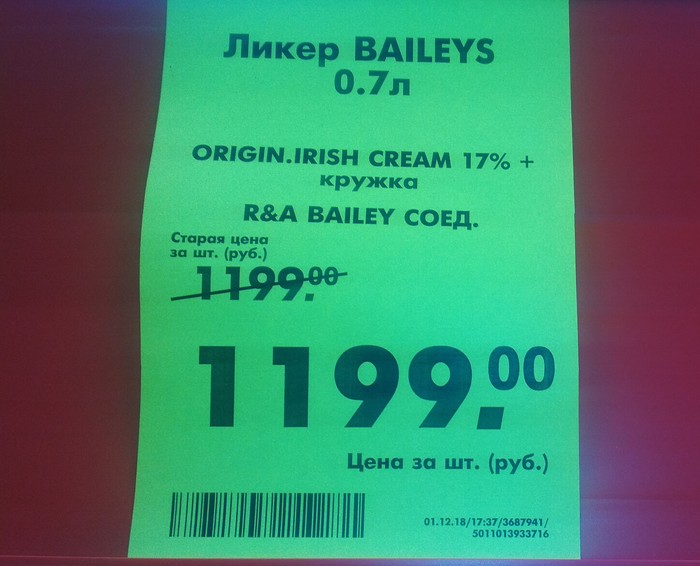 Ликер BAILEYS
0.7л
ORIGIN.IRISH CREAM 17% +
кружка
R&A BAILEY СОЕД.
Старая цена
за шт. (руб.)
1199.00
1199.00
Цена за шт. (руб.)
01.12.18/17:37/3687941/
5011013933716